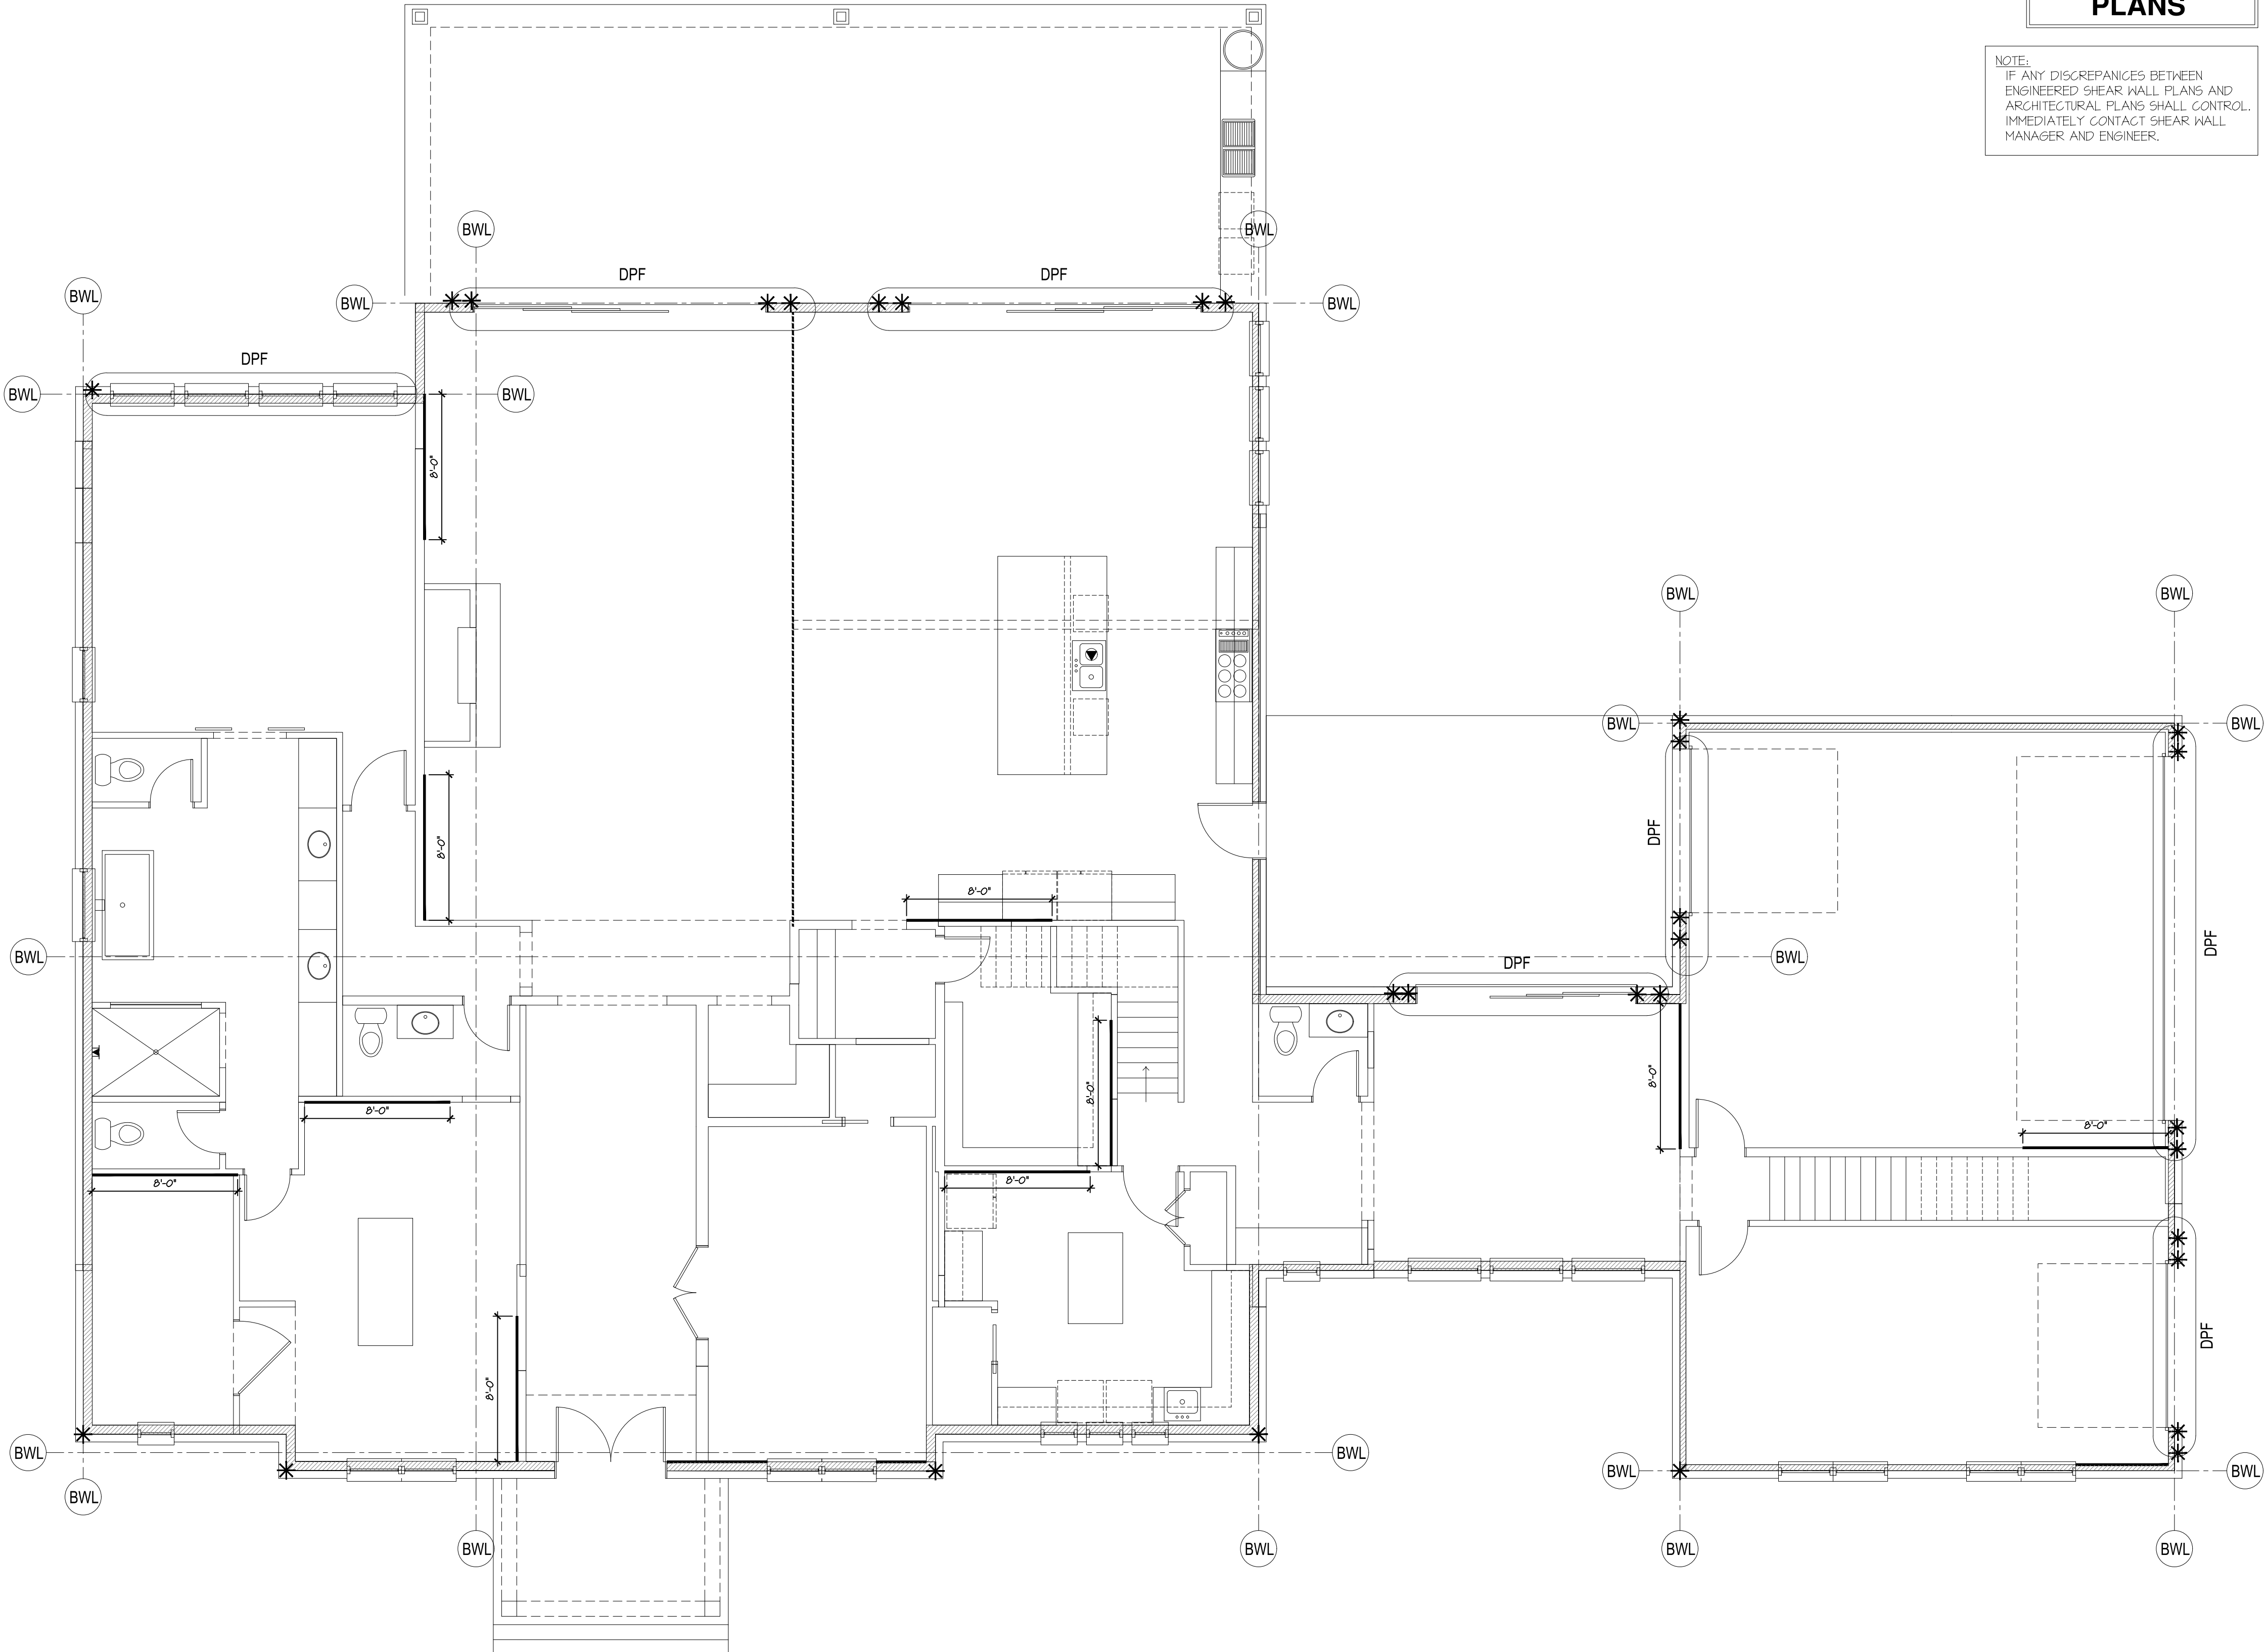 PLANS
NOTE:
IF ANY DISCREPANICES BETWEEN
ENGINEERED SHEAR WALL PLANS AND
ARCHITECTURAL PLANS SHALL CONTROL.
IMMEDIATELY CONTACT SHEAR WALL
MANAGER AND ENGINEER.
BWL
BWL
DPF
DPF
BWL
BWL
BWL
DPF
BWL
BWL
8'-0"
BWL
BWL
BWL
BWL
DPF
8'-0"
8'-0"
DPF
BWL
BWL
DPF
8'-0"
8'-0"
8'-0"
8'-0"
8'-0"
8'-0"
DPF
8'-0"
BWL
BWL
BWL
BWL
BWL
BWL
BWL
BWL
BWL